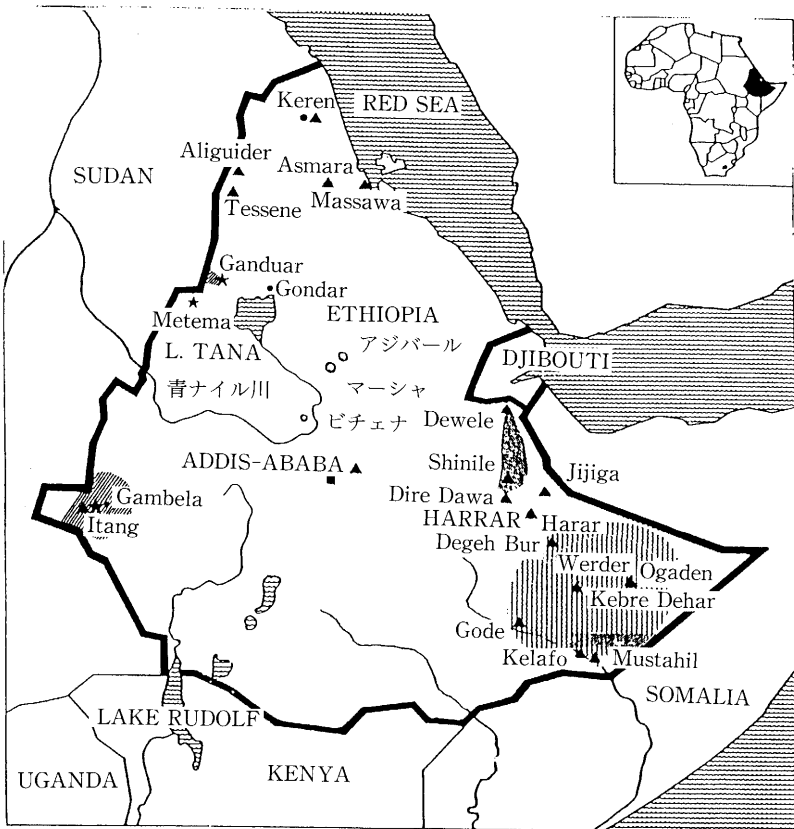 Keren
RED SEA
SUDAN
Aliguider
Asmara
Massawa
Tessene
Ganduar
Gondar
Metema
ETHIOPIA
L. TANA
アジバール
DJIBOUTI
青ナイル川
マーシャ
ビチェナ
Dewele
ADDIS-ABABA
Shinile
Jijiga
Dire Dawa
Gambela
Itang
HARRAR
Harar
Degeh Bur
Werder
Ogaden
Kebre Dehar
Gode
Kelafo
Mustahil
SOMALIA
LAKE RUDOLF
UGANDA
KENYA